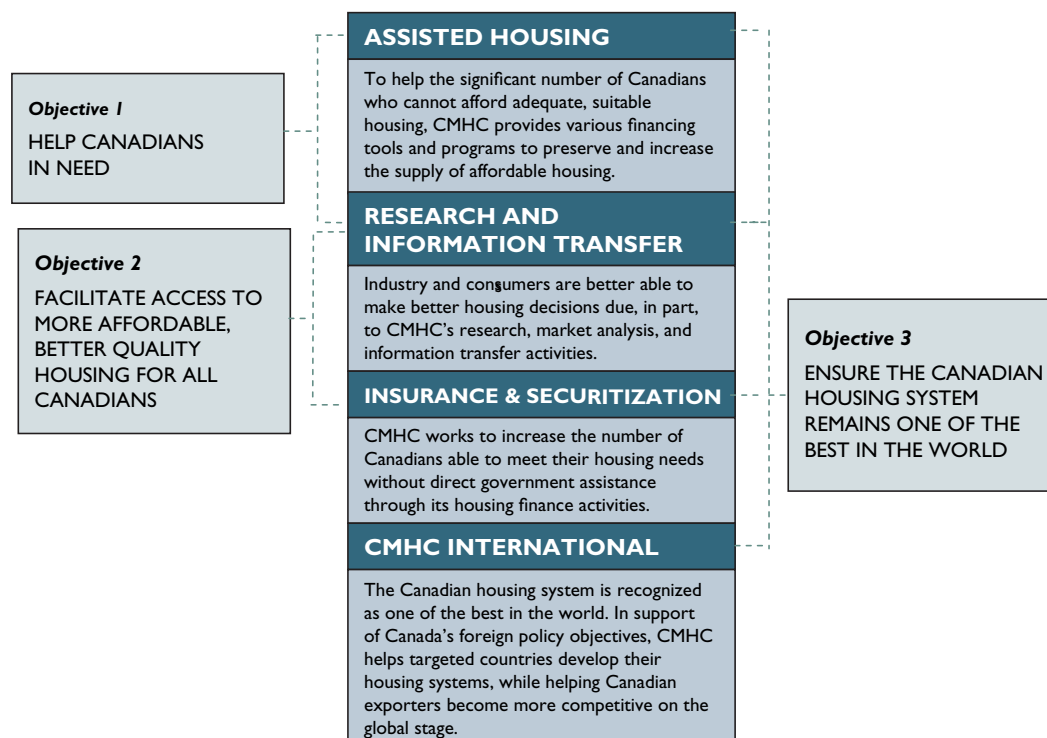 Objective 1
HELP CANADIANS
IN NEED
Objective 2
FACILITATE ACCESS TO
MORE AFFORDABLE,
BETTER QUALITY
HOUSING FOR ALL
CANADIANS
ASSISTED HOUSING
To help the significant number of Canadians
who cannot afford adequate, suitable
housing, CMHC provides various financing
tools and programs to preserve and increase
the supply of affordable housing.
RESEARCH AND
INFORMATION TRANSFER
Industry and consumers are better able to
make better housing decisions due, in part,
to CMHC's research, market analysis, and
information transfer activities.
INSURANCE & SECURITIZATION
CMHC works to increase the number of
Canadians able to meet their housing needs
without direct government assistance
through its housing finance activities.
CMHC INTERNATIONAL
The Canadian housing system is recognized
as one of the best in the world. In support
of Canada's foreign policy objectives, CMHC
helps targeted countries develop their
housing systems, while helping Canadian
exporters become more competitive on the
global stage.
Objective 3
ENSURE THE CANADIAN
HOUSING SYSTEM
REMAINS ONE OF THE
BEST IN THE WORLD